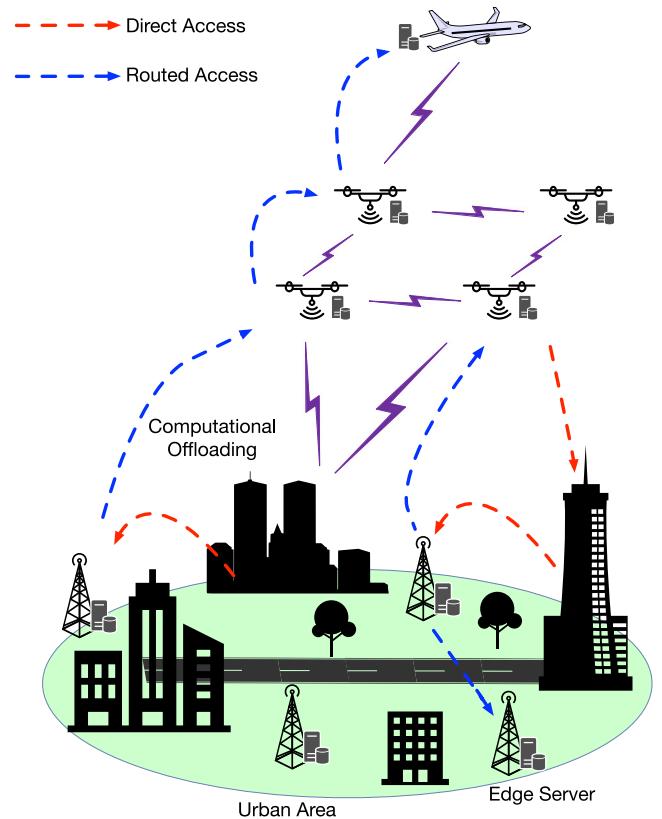 Direct Access
Routed Access
Computational
Offloading
Edge Server
Urban Area